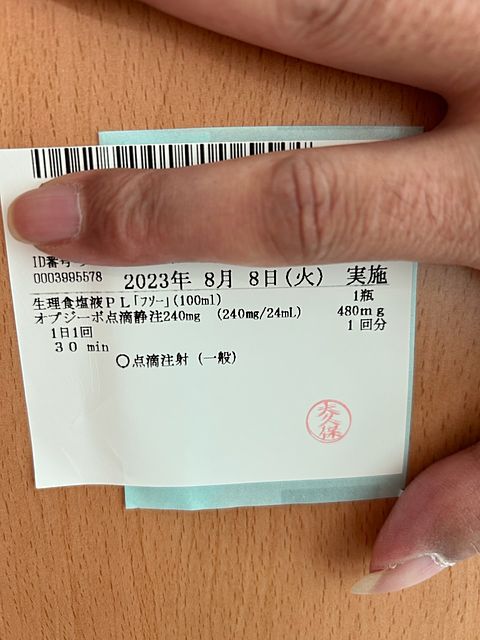 ID番号
0003995578
2023年 8月 8日(火) 実施
生理食塩液PL「フソー」(100ml) 1瓶
オプジーボ点滴静注240mg (240mg/24mL) 480mg
1日1回 1回分
30 min
○点滴注射 (一般)
大久保